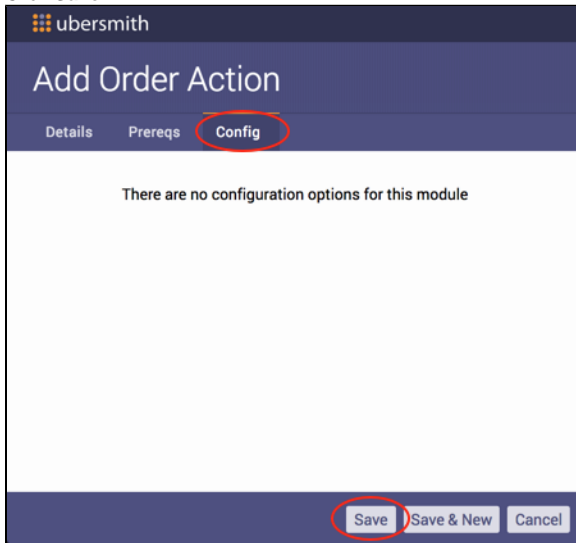 ubersmith
Add Order Action
Details Prereqs Config
There are no configuration options for this module
Save Save & New Cancel